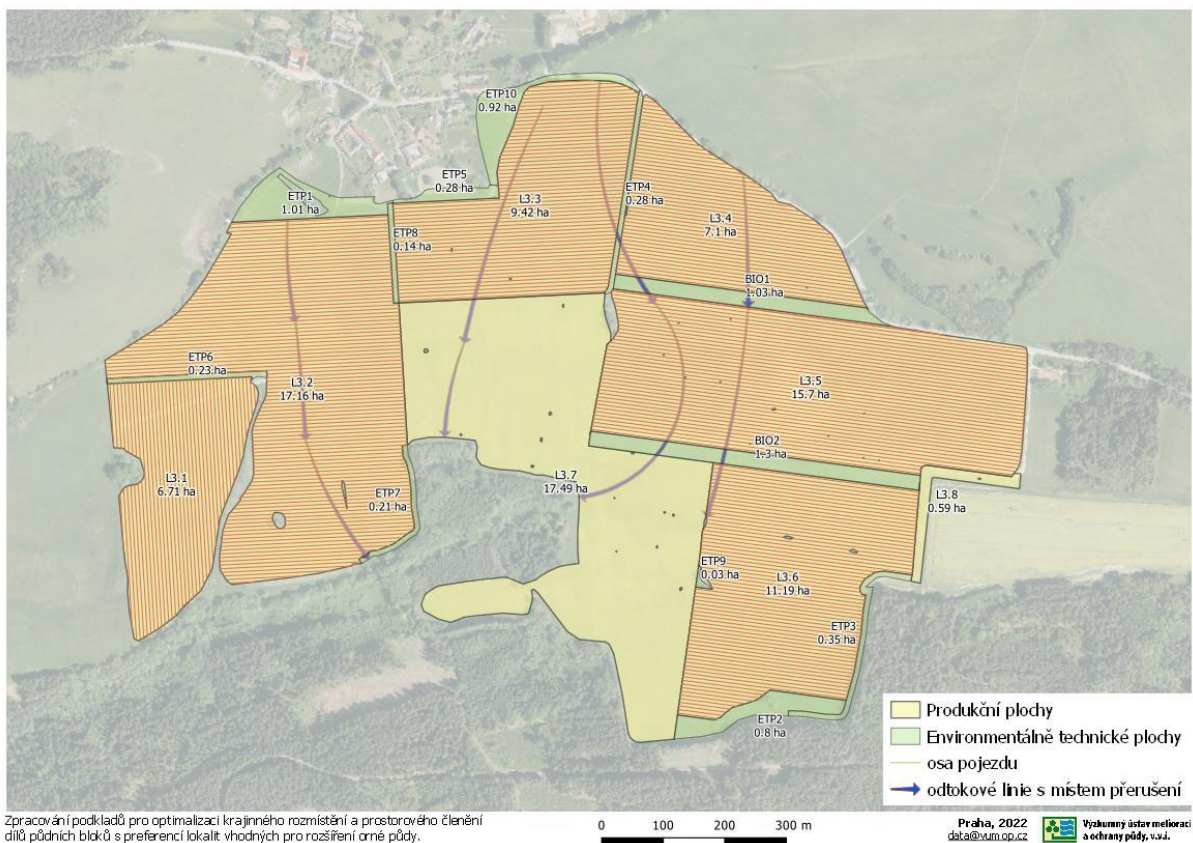 ETP10
0.92 ha
ETP5
0.28 ha
ETP1
1.01 ha
L3.3
9.42 ha
ETP4
0.28 ha
L3.4
7.1 ha
ETP8
0.14 ha
BIO1
1.03 ha
ETP6
0.23 ha
L3.2
17.16 ha
L3.5
15.7 ha
BIO2
1.3 ha
L3.1
6.71 ha
L3.7
17.49 ha
ETP7
0.21 ha
L3.8
0.59 ha
ETP9
0.03 ha
L3.6
11.19 ha
ETP3
0.35 ha
ETP2
0.8 ha
Produkční plochy
Environmentálně technické plochy
osa pojezdu
odtokové linie s místem přerušení
Zpracování podkladů pro optimalizaci krajinného rozmístění a prostorového členění
dílů půdních bloků s preferencí lokalit vhodných pro rozšíření orné půdy.
0 100 200 300 m
Praha, 2022
data@vumop.cz
Výzkumný ústav meliorací
a ochrany půdy, v.v.i.